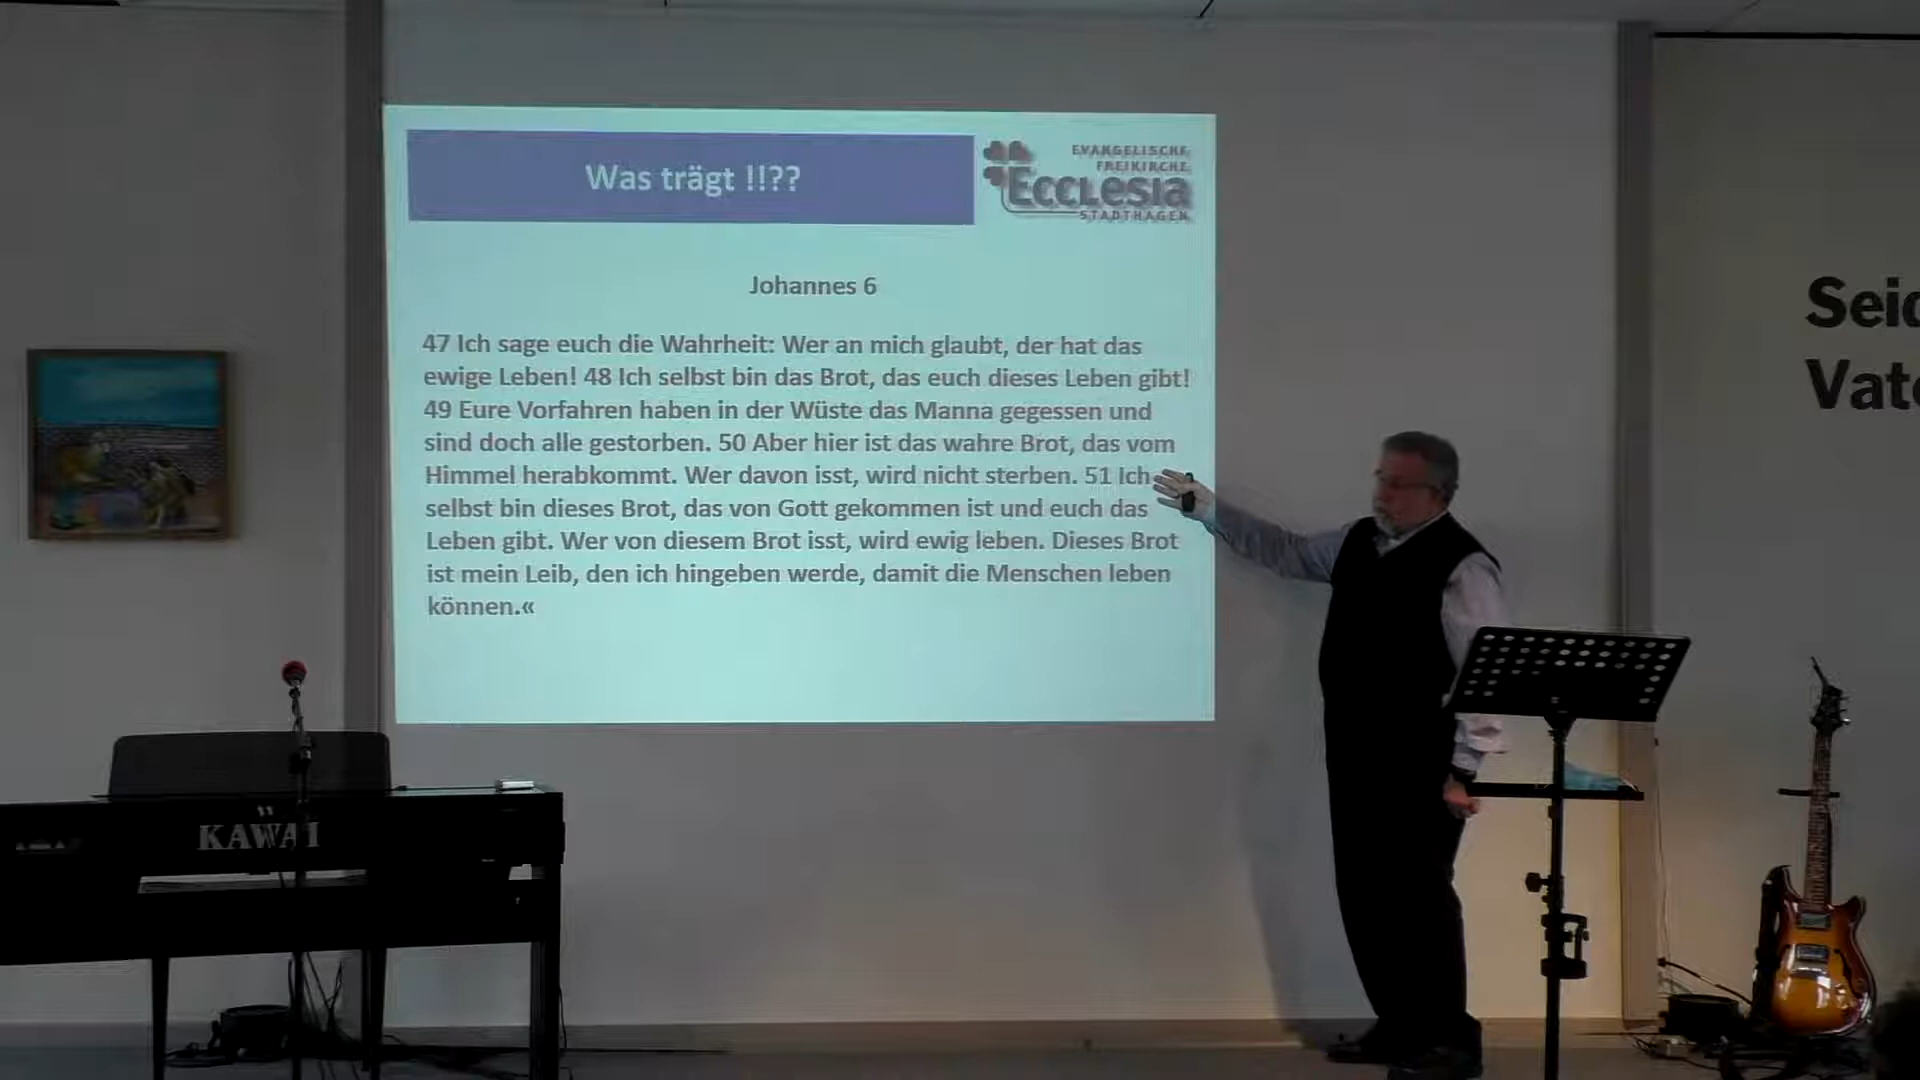 Was trägt !!??
EVANGELISCHE
FREIKIRCHE
Ecclesia
STADTHAGEN
Johannes 6
47 Ich sage euch die Wahrheit: Wer an mich glaubt, der hat das
ewige Leben! 48 Ich selbst bin das Brot, das euch dieses Leben gibt!
49 Eure Vorfahren haben in der Wüste das Manna gegessen und
sind doch alle gestorben. 50 Aber hier ist das wahre Brot, das vom
Himmel herabkommt. Wer davon isst, wird nicht sterben. 51 Ich
selbst bin dieses Brot, das von Gott gekommen ist und euch das
Leben gibt. Wer von diesem Brot isst, wird ewig leben. Dieses Brot
ist mein Leib, den ich hingeben werde, damit die Menschen leben
können.«
KAWAI
Seid
Vate